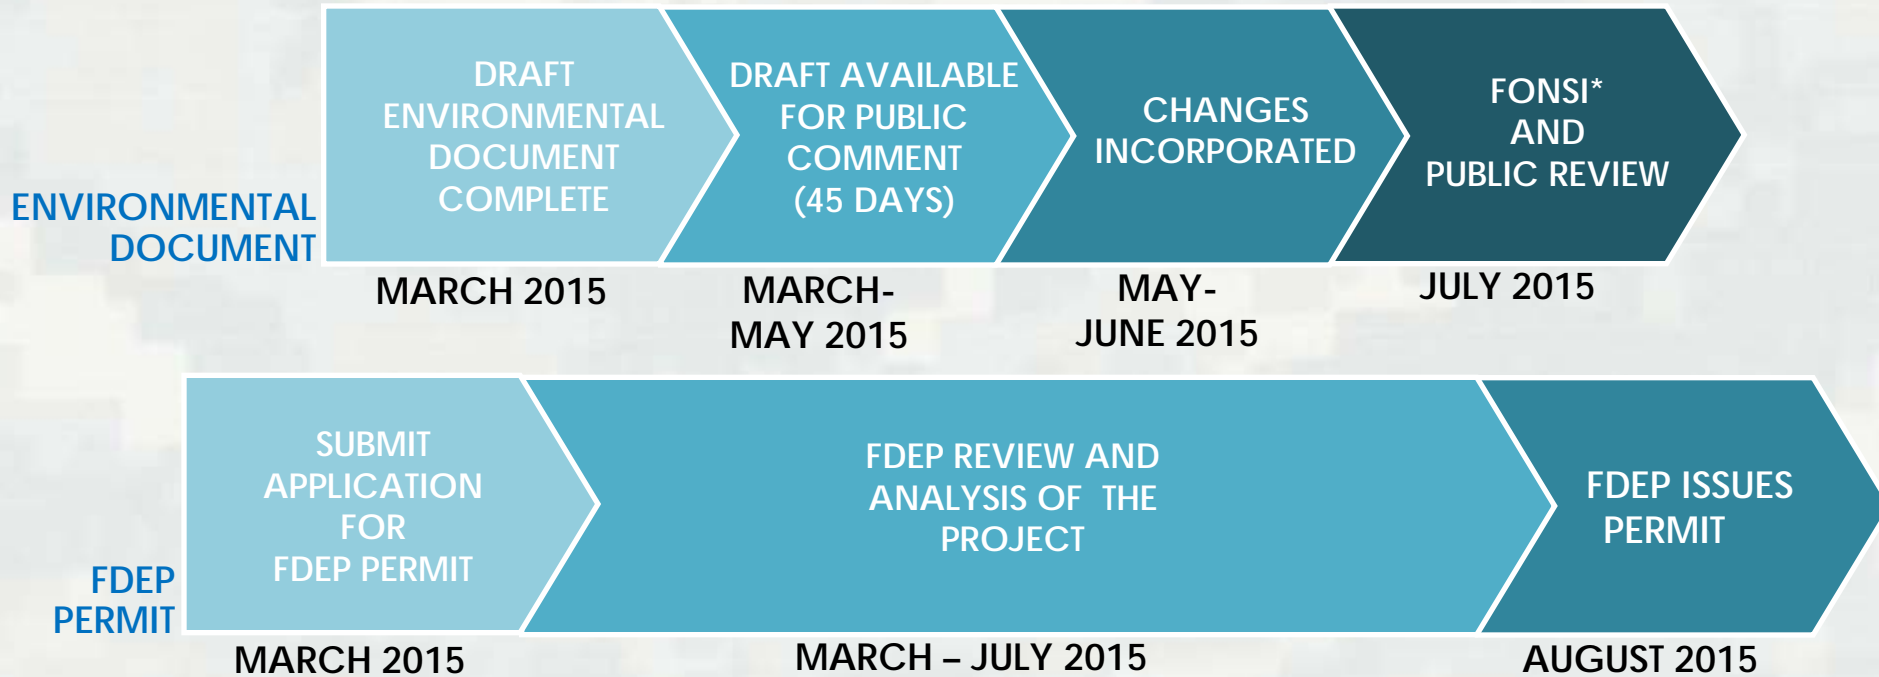 ENVIRONMENTAL
DOCUMENT
DRAFT
ENVIRONMENTAL
DOCUMENT
COMPLETE
MARCH 2015
DRAFT AVAILABLE
FOR PUBLIC
COMMENT
(45 DAYS)
MARCH-
MAY 2015
CHANGES
INCORPORATED
MAY-
JUNE 2015
FONSI*
AND
PUBLIC REVIEW
JULY 2015
FDEP
PERMIT
SUBMIT
APPLICATION
FOR
FDEP PERMIT
MARCH 2015
FDEP REVIEW AND
ANALYSIS OF THE
PROJECT
MARCH – JULY 2015
FDEP ISSUES
PERMIT
AUGUST 2015